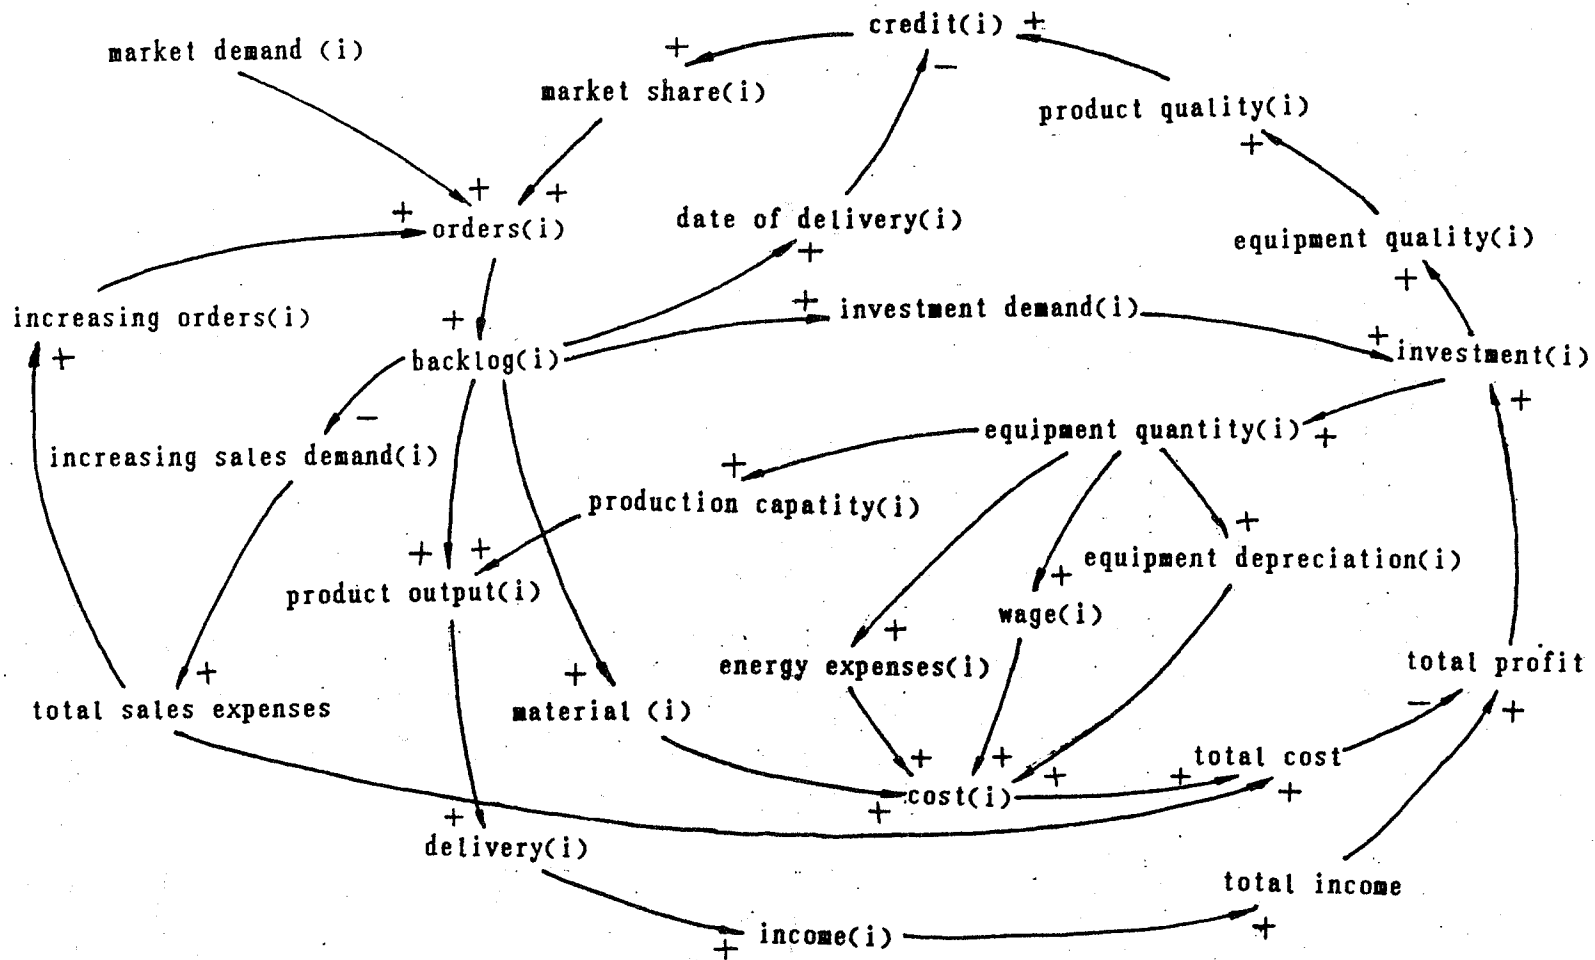 credit(i) +
market demand (i)
+
−
market share(i)
product quality(i)
+
+
+
+
date of delivery(i)
orders(i)
+
equipment quality(i)
+
+
investment demand(i)
increasing orders(i)
+
+
+
investment(i)
backlog(i)
−
+
equipment quantity(i)
+
increasing sales demand(i)
+
production capatity(i)
+
+
+
equipment depreciation(i)
+
product output(i)
wage(i)
+
energy expenses(i)
total profit
+
+
total sales expenses
material (i)
−
+
+
+
+
total cost
+
cost(i)
+
+
+
delivery(i)
total income
+
income(i)
+